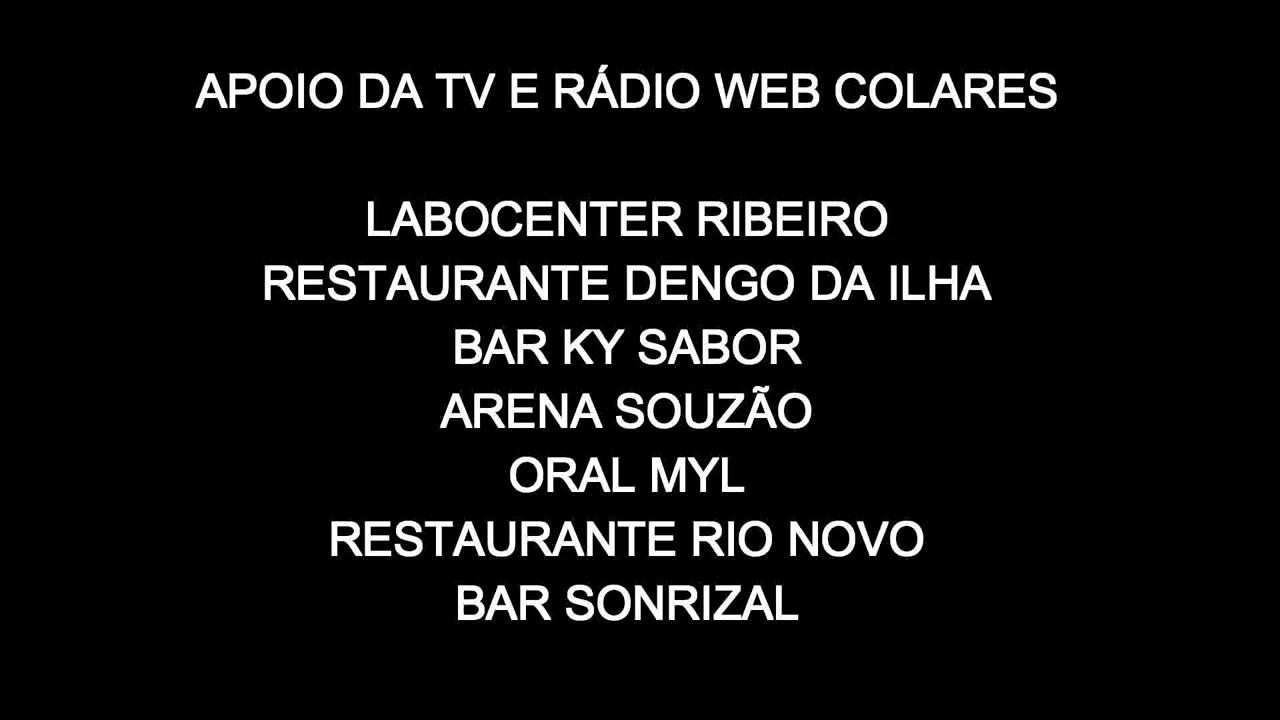 APOIO DA TV E RÁDIO WEB COLARES
LABOCENTER RIBEIRO
RESTAURANTE DENGO DA ILHA
BAR KY SABOR
ARENA SOUZÃO
ORAL MYL
RESTAURANTE RIO NOVO
BAR SONRIZAL